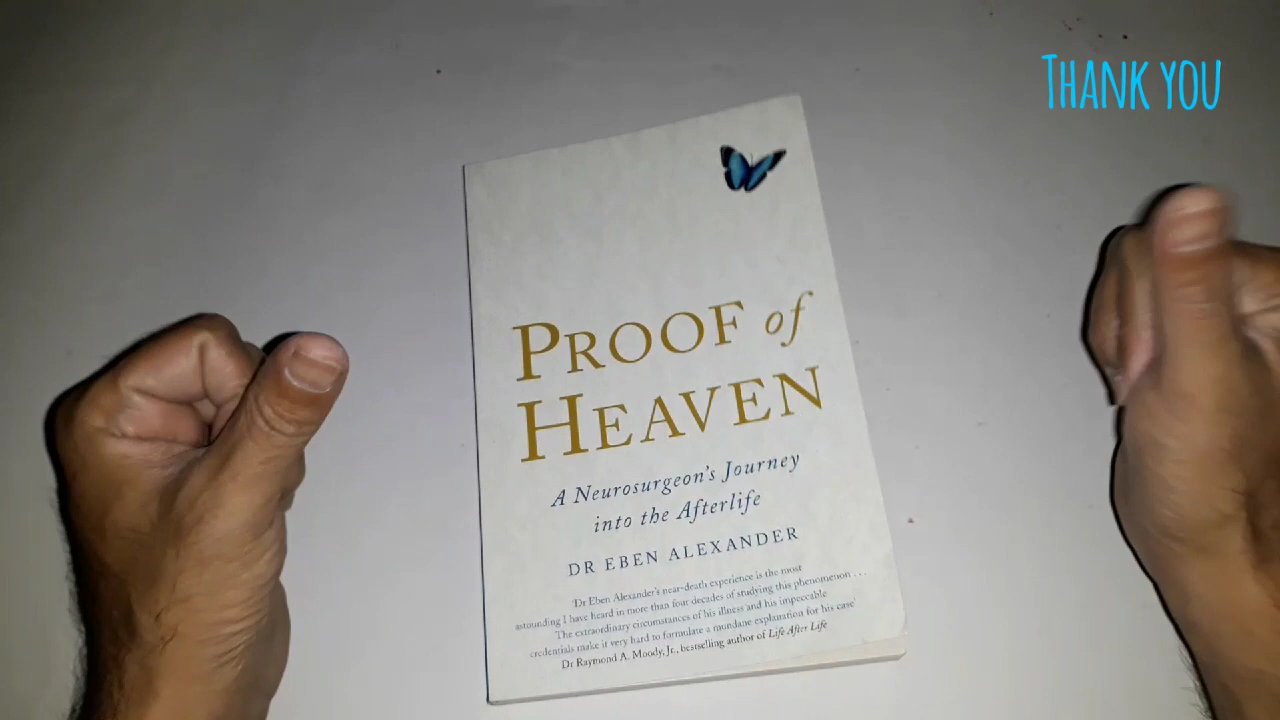 THANK YOU
PROOF of
HEAVEN
A Neurosurgeon's Journey
into the Afterlife
DR EBEN ALEXANDER
'Dr Eben Alexander's near-death experience is the most
astounding I have heard in more than four decades of studying this phenomenon . . .
The extraordinary circumstances of his illness and his impeccable
credentials make it very hard to formulate a mundane explanation for his case'
Dr Raymond A. Moody, Jr., bestselling author of Life After Life